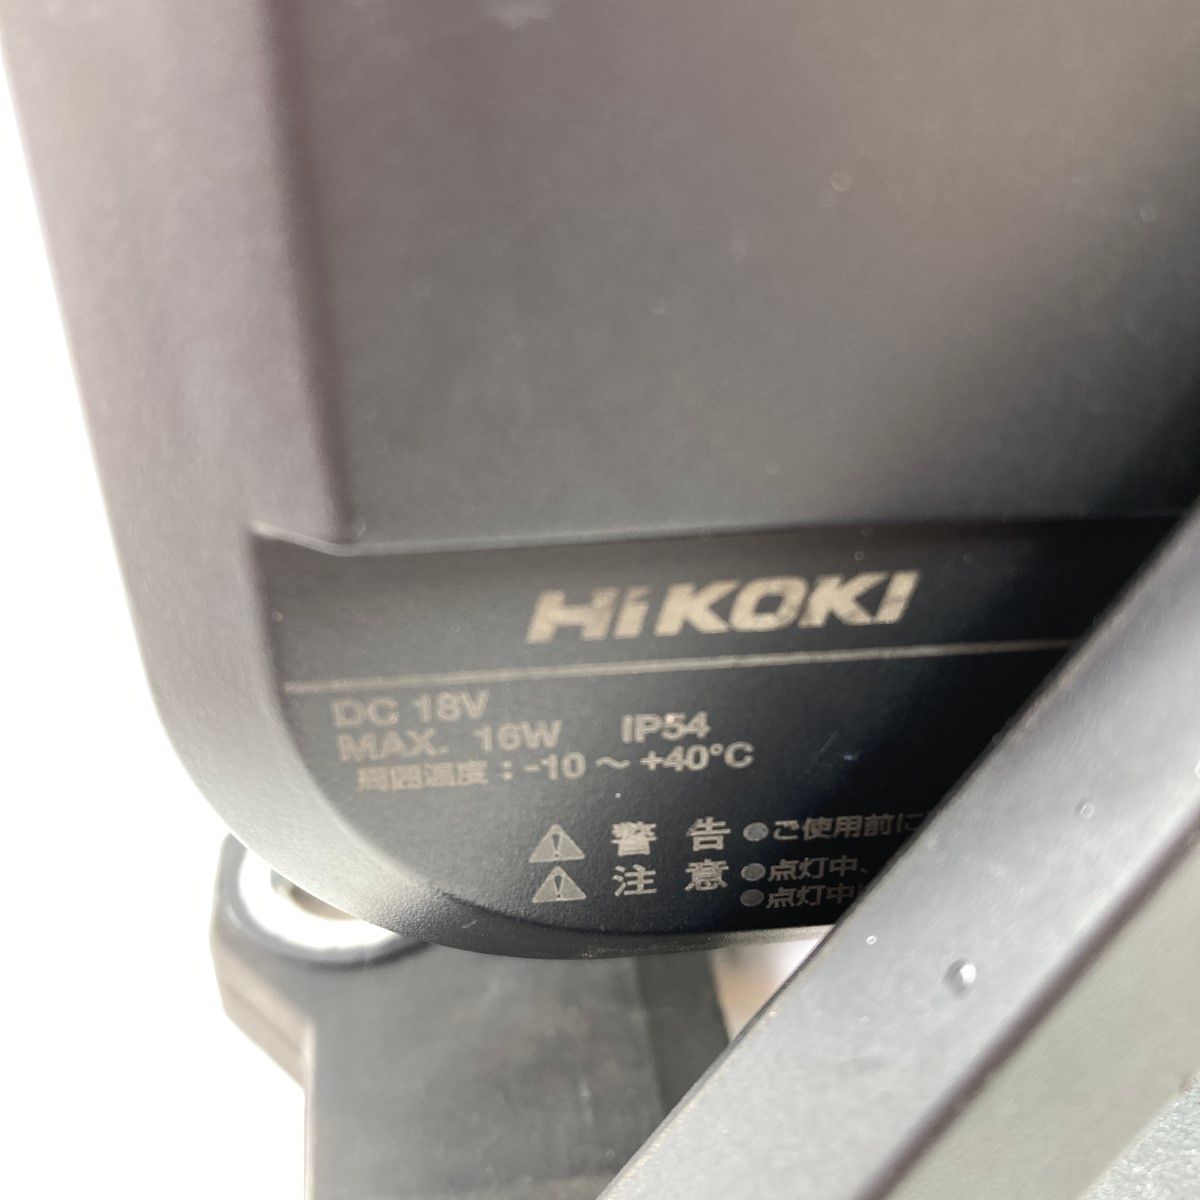 HiKOKI
DC 18V
MAX. 16W IP54
周囲温度：-10～+40°C
警 告 ●ご使用前に
注 意 ●点灯中、
●点灯中